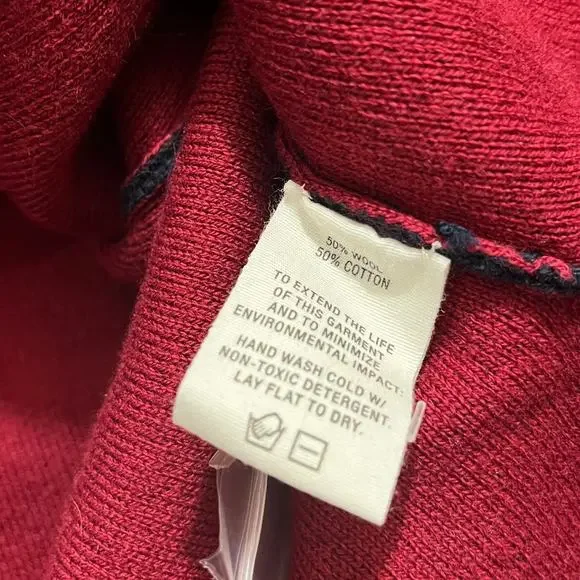 50% WOOL
50% COTTON
TO EXTEND THE LIFE
OF THIS GARMENT
AND TO MINIMIZE
ENVIRONMENTAL IMPACT:
HAND WASH COLD W/
NON-TOXIC DETERGENT.
LAY FLAT TO DRY.